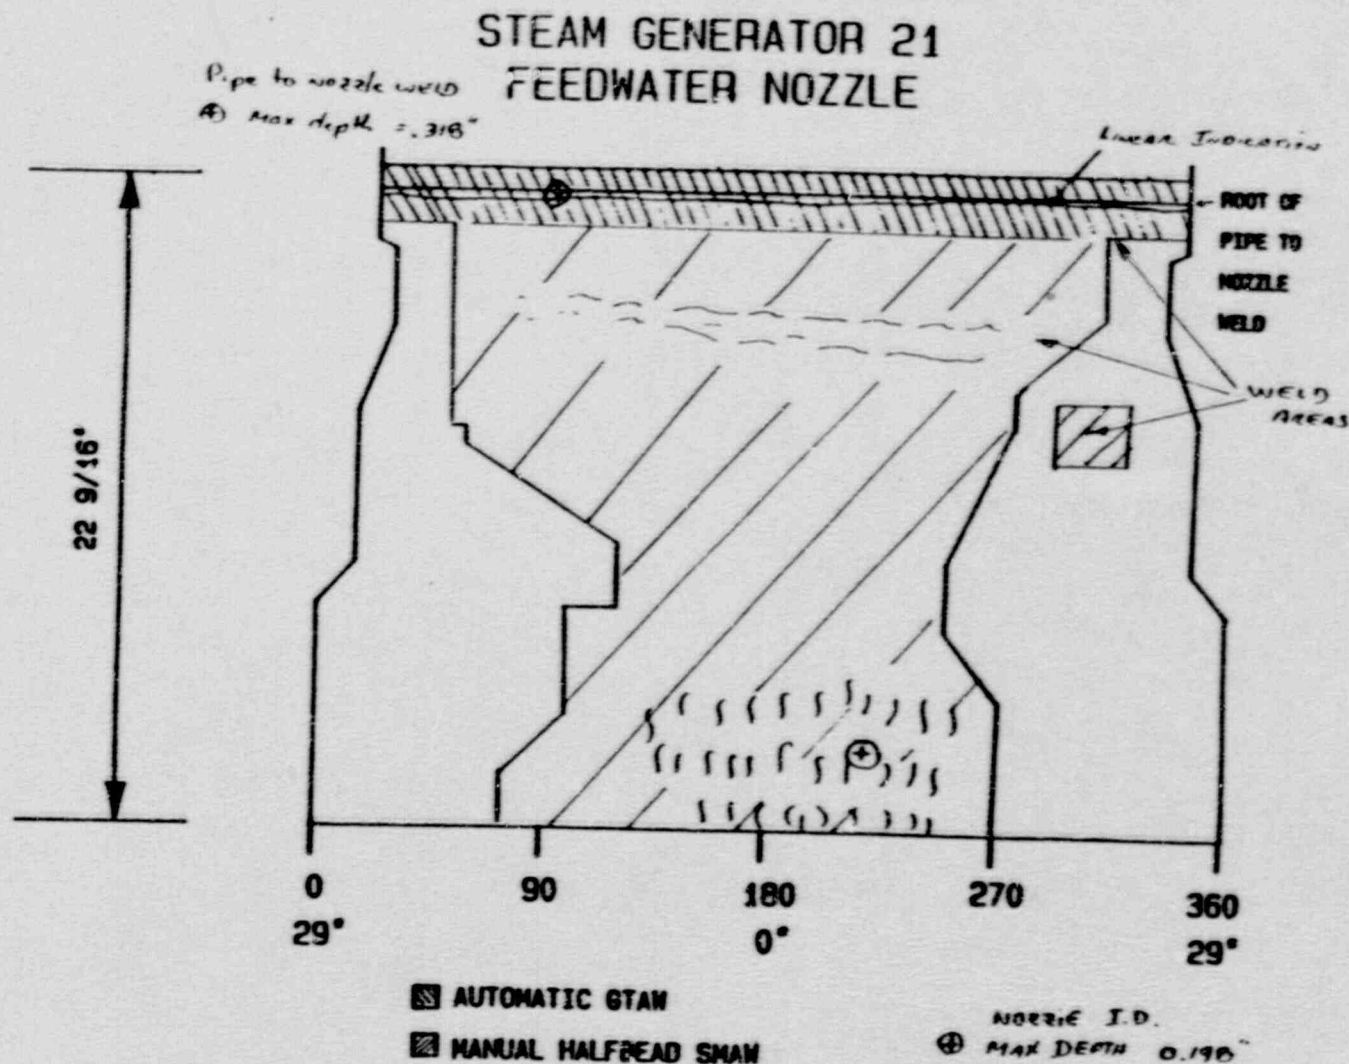 STEAM GENERATOR 21
FEEDWATER NOZZLE
Pipe to nozzle weld
⊕ Max depth = .318"
LINEAR INDICATION
ROOT OF
PIPE TO
NOZZLE
WELD
WELD
AREAS
22 9/16"
0
90
180
270
360
29°
0°
29°
AUTOMATIC GTAW
MANUAL HALFBEAD SMAW
NOZZLE I.D.
⊕ MAX DEPTH 0.198"